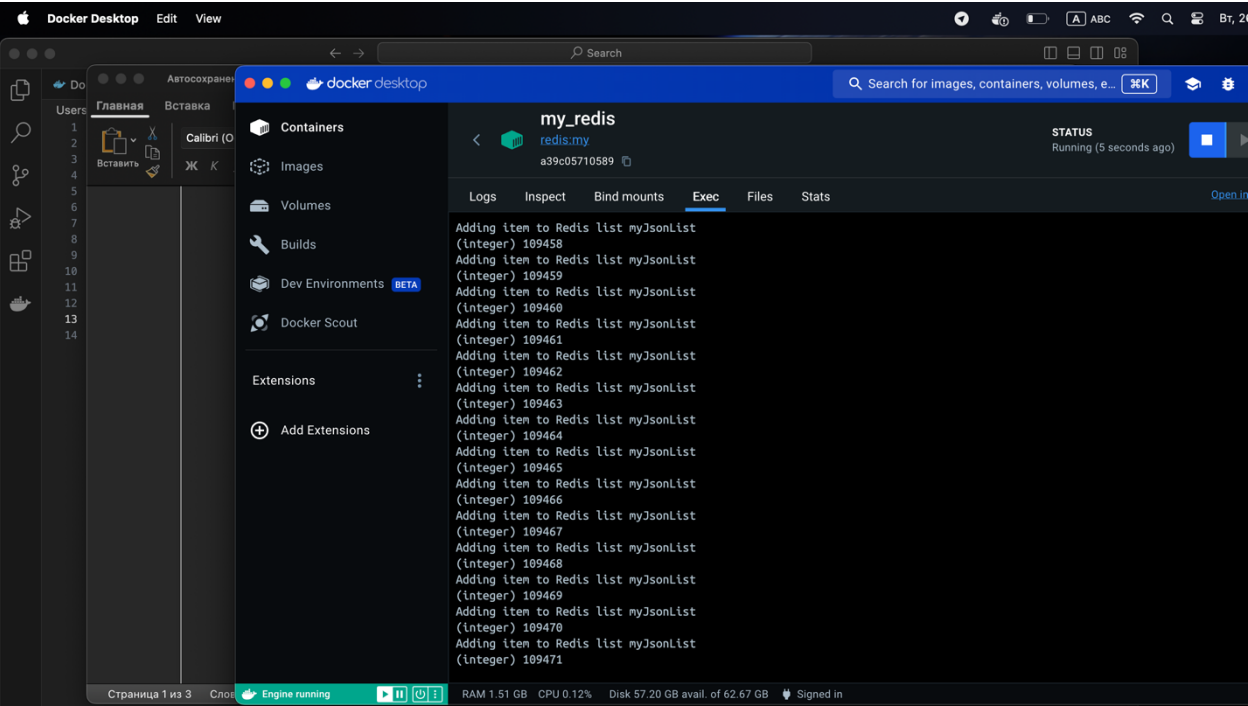 Docker Desktop Edit View
ABC
Вт, 2
Search
Do
Автосохранен
docker desktop
Search for images, containers, volumes, e... ⌘K
Users
Главная Вставка
Calibri (О
Вставить
Ж К
1
2
3
4
5
6
7
8
9
10
11
12
13
14
Containers
Images
Volumes
Builds
Dev Environments BETA
Docker Scout
Extensions
Add Extensions
my_redis
redis:my
a39c05710589
STATUS
Running (5 seconds ago)
Logs Inspect Bind mounts Exec Files Stats
Open in
Adding item to Redis list myJsonList
(integer) 109458
Adding item to Redis list myJsonList
(integer) 109459
Adding item to Redis list myJsonList
(integer) 109460
Adding item to Redis list myJsonList
(integer) 109461
Adding item to Redis list myJsonList
(integer) 109462
Adding item to Redis list myJsonList
(integer) 109463
Adding item to Redis list myJsonList
(integer) 109464
Adding item to Redis list myJsonList
(integer) 109465
Adding item to Redis list myJsonList
(integer) 109466
Adding item to Redis list myJsonList
(integer) 109467
Adding item to Redis list myJsonList
(integer) 109468
Adding item to Redis list myJsonList
(integer) 109469
Adding item to Redis list myJsonList
(integer) 109470
Adding item to Redis list myJsonList
(integer) 109471
Страница 1 из 3 Слов
Engine running
RAM 1.51 GB CPU 0.12% Disk 57.20 GB avail. of 62.67 GB Signed in